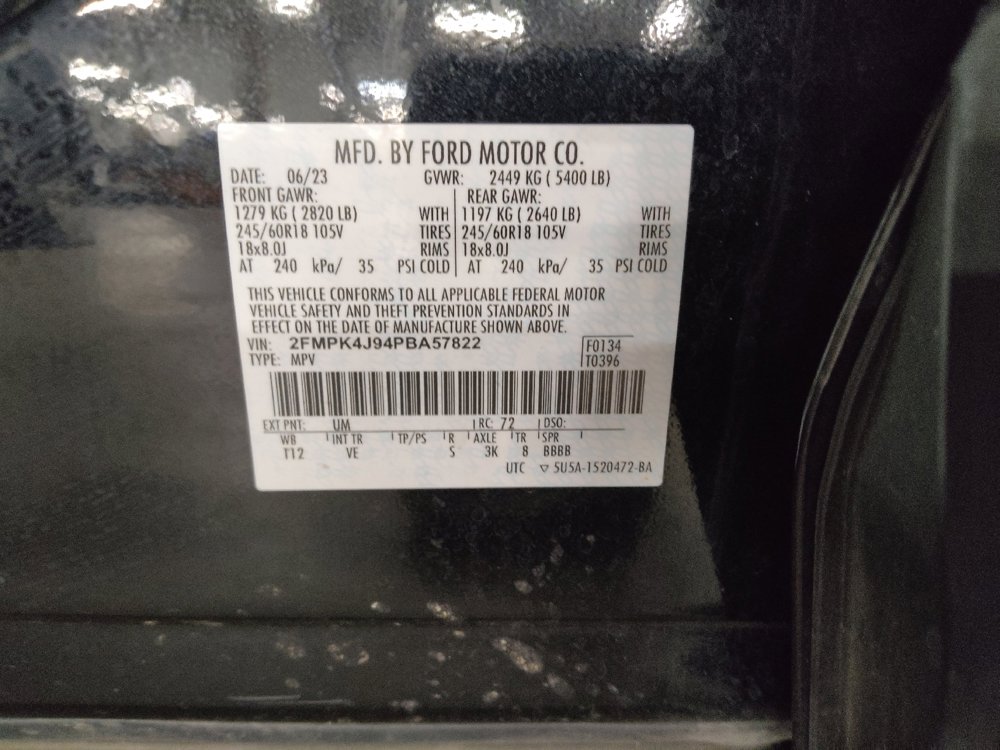 MFD. BY FORD MOTOR CO.
DATE: 06/23 GVWR: 2449 KG ( 5400 LB)
FRONT GAWR: REAR GAWR:
1279 KG ( 2820 LB) WITH 1197 KG ( 2640 LB) WITH
245/60R18 105V TIRES 245/60R18 105V TIRES
18x8.0J RIMS 18x8.0J RIMS
AT 240 kPa/ 35 PSI COLD AT 240 kPa/ 35 PSI COLD
THIS VEHICLE CONFORMS TO ALL APPLICABLE FEDERAL MOTOR
VEHICLE SAFETY AND THEFT PREVENTION STANDARDS IN
EFFECT ON THE DATE OF MANUFACTURE SHOWN ABOVE.
VIN: 2FMPK4J94PBA57822 F0134
TYPE: MPV T0396
EXT PNT: UM RC: 72 DSO:
WB INT TR TP/PS R AXLE TR SPR
T12 VE S 3K 8 BBBB
UTC ▽ 5U5A-1520472-BA